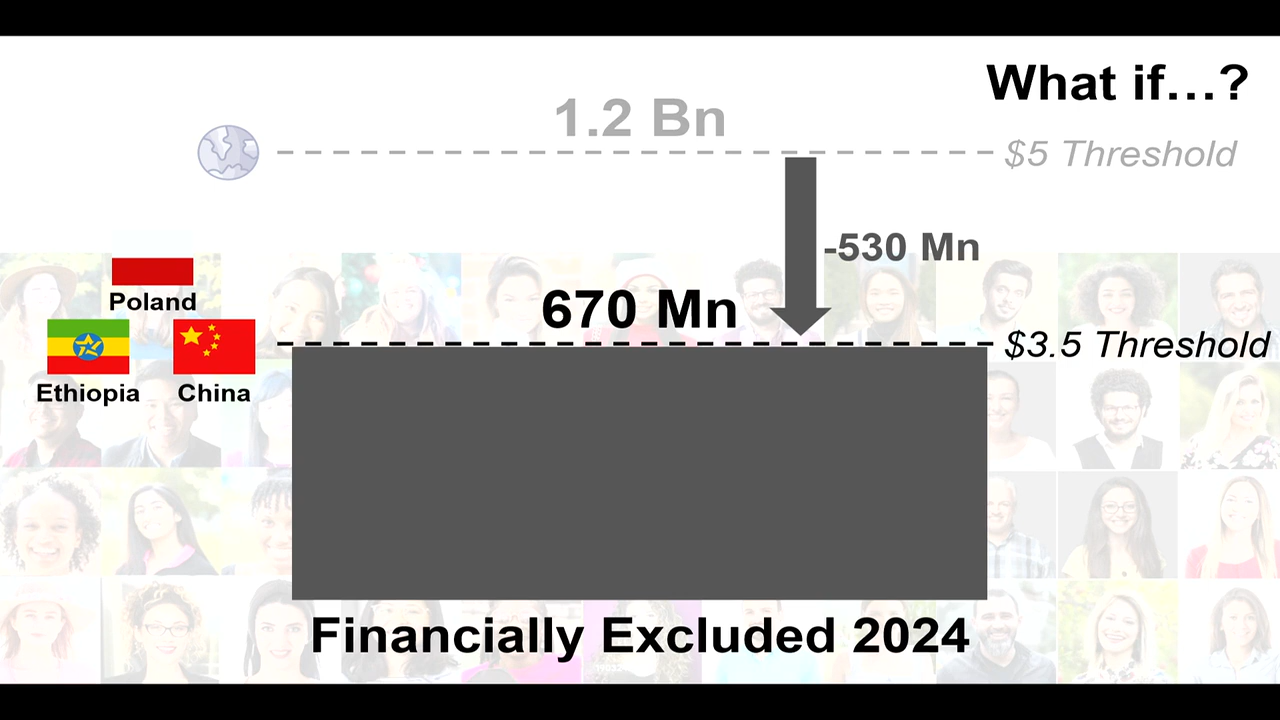 What if...?
1.2 Bn
$5 Threshold
-530 Mn
670 Mn
$3.5 Threshold
Poland
Ethiopia
China
Financially Excluded 2024